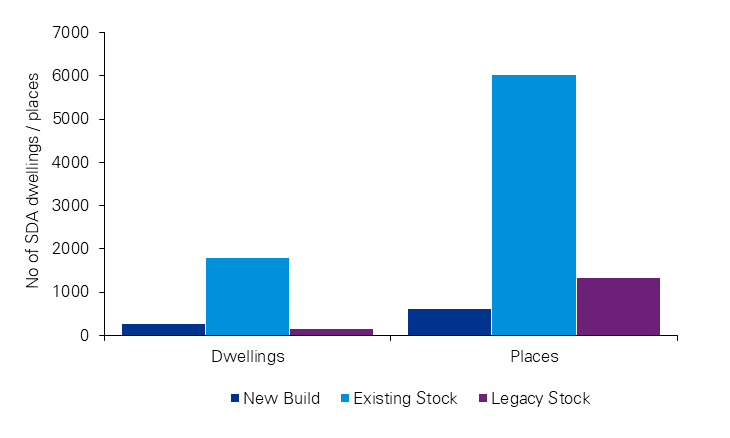 7000
6000
5000
4000
3000
2000
1000
0
No of SDA dwellings / places
Dwellings Places
New Build Existing Stock Legacy Stock